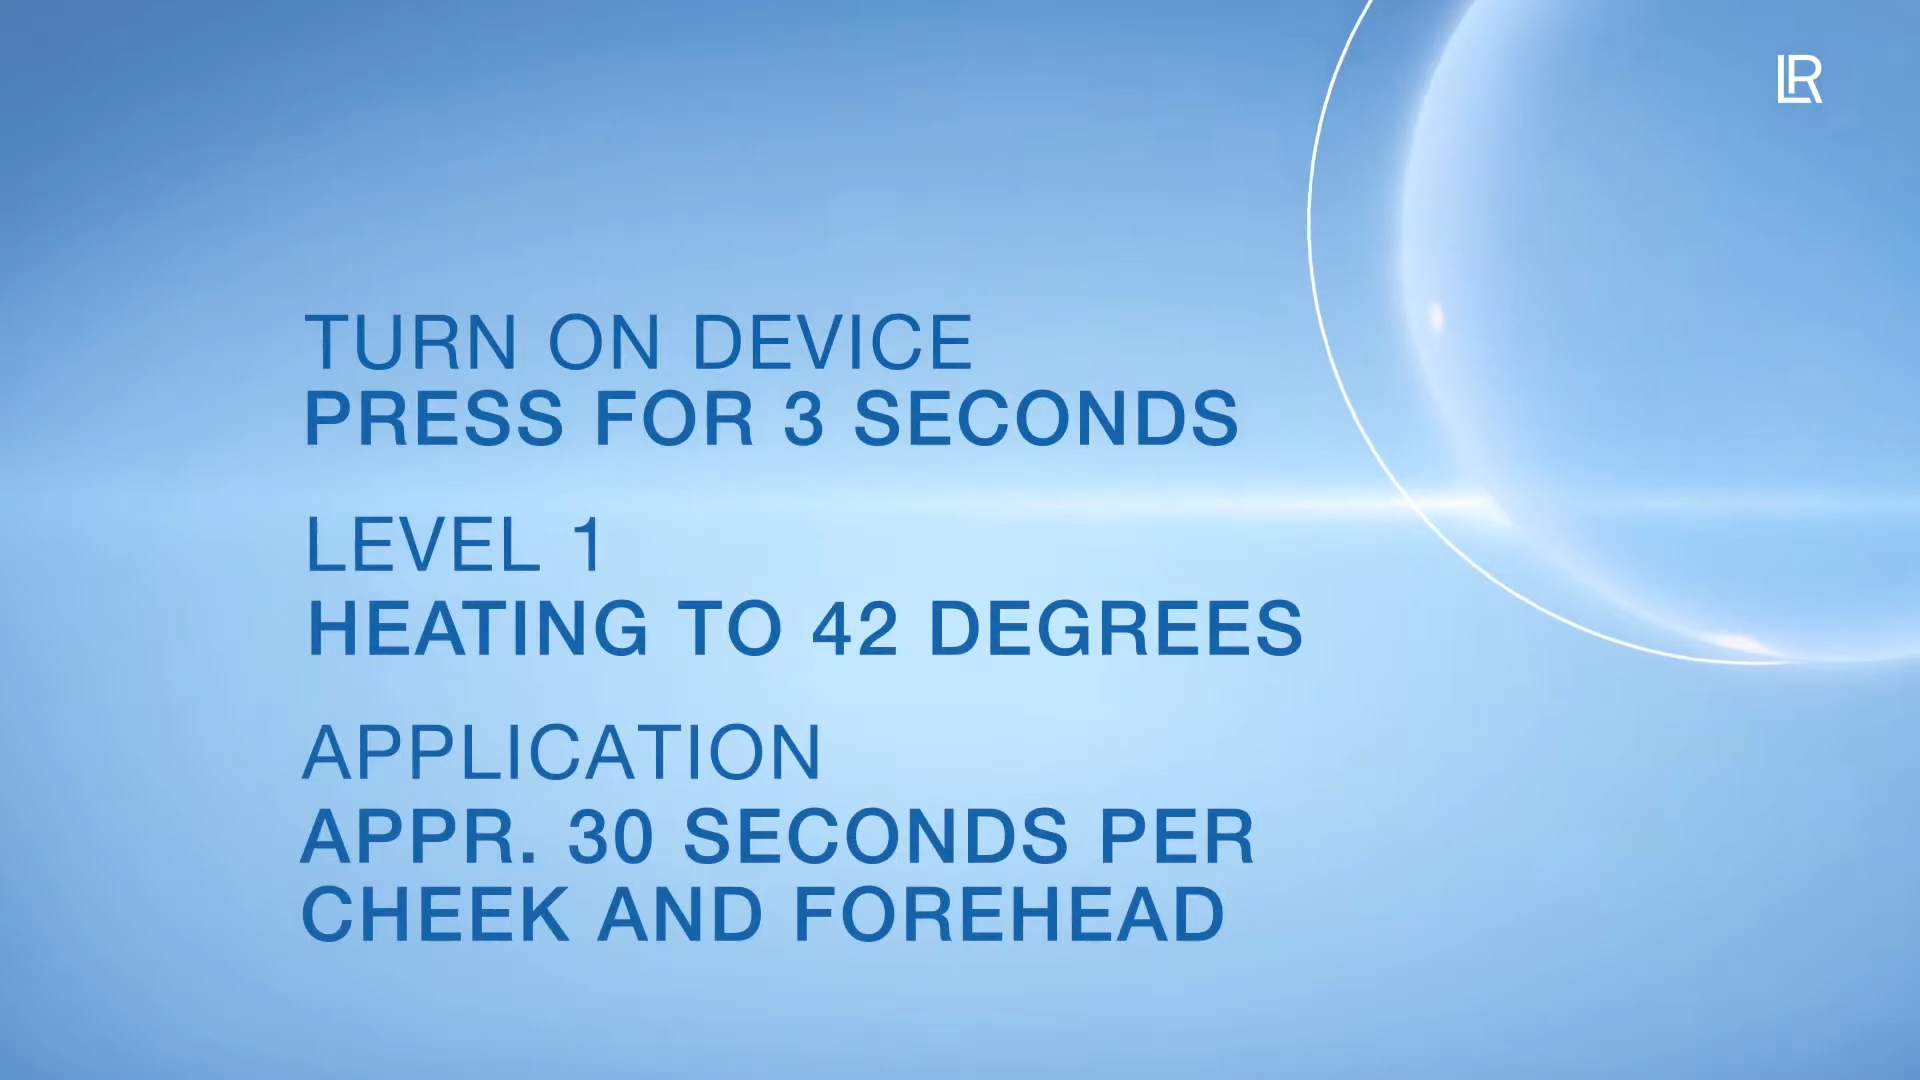 LR
TURN ON DEVICE
PRESS FOR 3 SECONDS
LEVEL 1
HEATING TO 42 DEGREES
APPLICATION
APPR. 30 SECONDS PER
CHEEK AND FOREHEAD